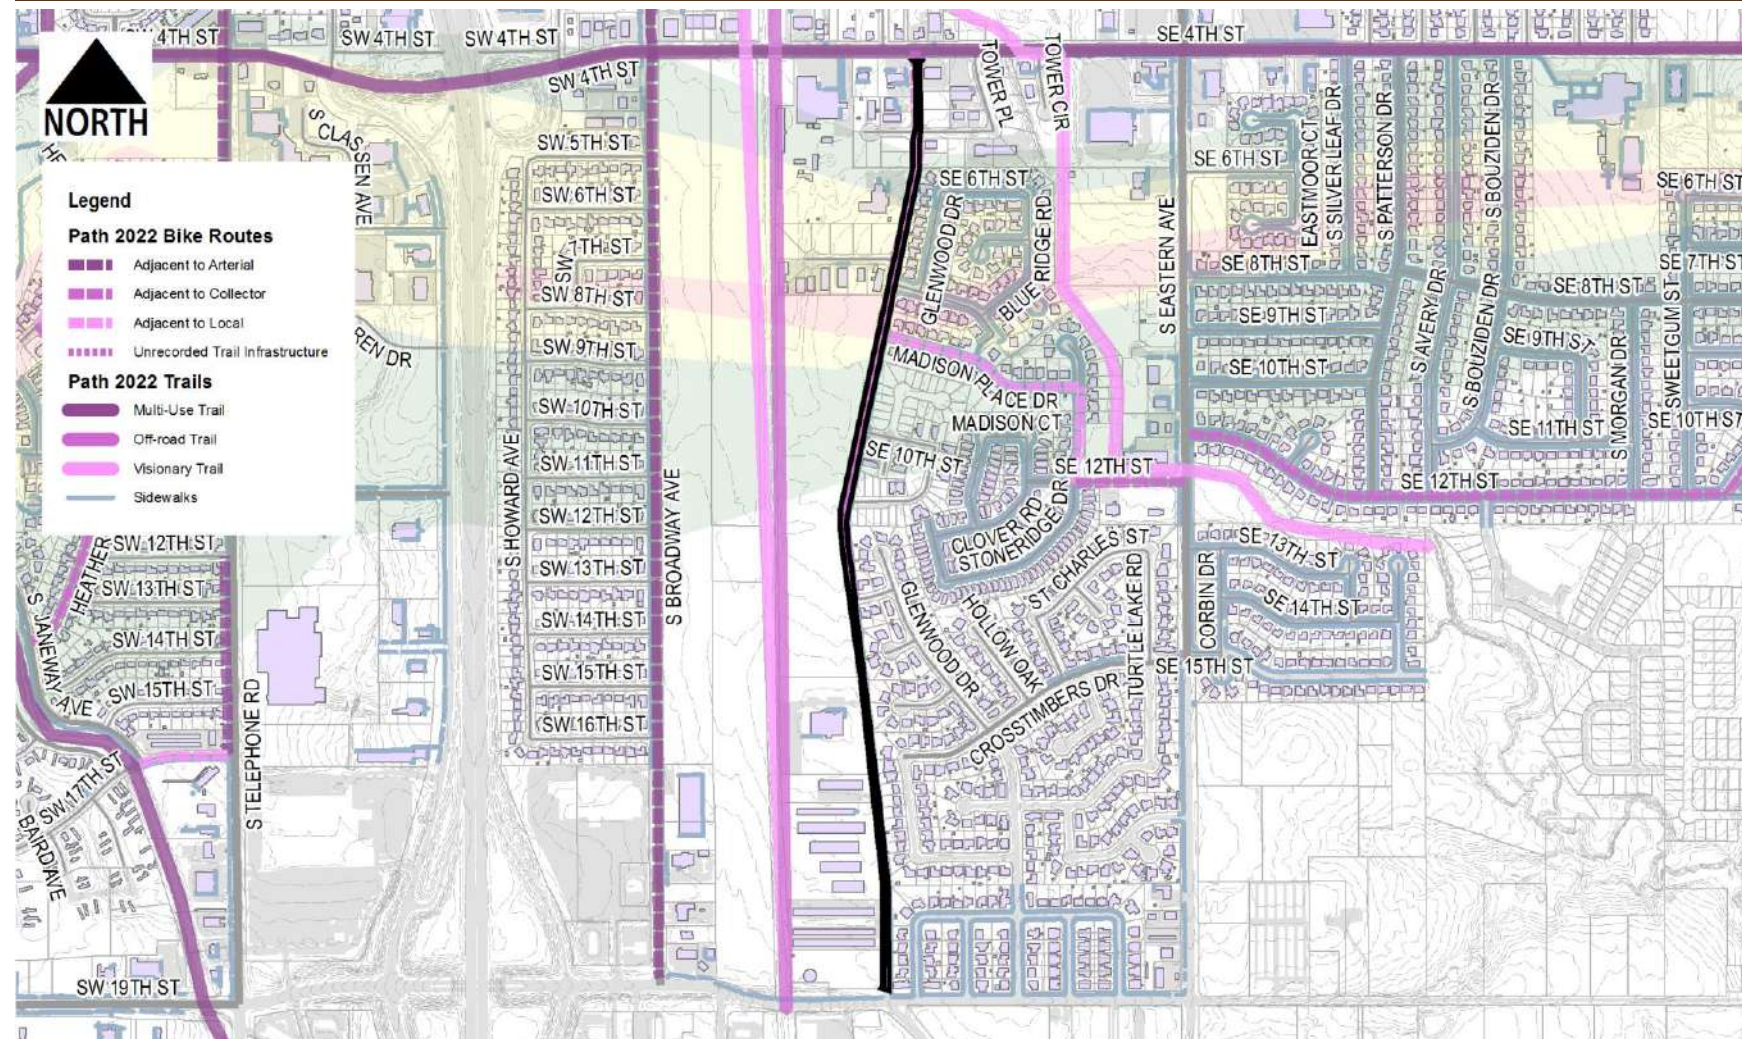 4TH ST
SW 4TH ST
SW 4TH ST
SE 4TH ST
SW 4TH ST
NORTH
TOWER PL
TOWER CIR
S CLASSEN AVE
SW 5TH ST
SW 6TH ST
SW 7TH ST
SW 8TH ST
SW 9TH ST
SW 10TH ST
SW 11TH ST
SW 12TH ST
SW 13TH ST
SW 14TH ST
SW 15TH ST
SW 16TH ST
S HOWARD AVE
S BROADWAY AVE
Legend
Path 2022 Bike Routes
Adjacent to Arterial
Adjacent to Collector
Adjacent to Local
Unrecorded Trail Infrastructure
Path 2022 Trails
Multi-Use Trail
Off-road Trail
Visionary Trail
Sidewalks
REN DR
SE 6TH ST
GLENWOOD DR
BLUE RIDGE RD
MADISON PLACE DR
MADISON CT
SE 10TH ST
SE 12TH ST
CLOVER RD
STONERIDGE DR
ST CHARLES ST
GLENWOOD DR
HOLLOW OAK
TURTLE LAKE RD
CROSSTIMBERS DR
S EASTERN AVE
SE 6TH ST
EASTMOOR CT
S SILVER LEAF DR
S PATTERSON DR
S BOUZIDEN DR
SE 6TH ST
SE 7TH ST
SE 8TH ST
SE 8TH ST
SE 9TH ST
SE 9TH ST
SE 10TH ST
SE 10TH ST
S AVERY DR
S BOUZIDEN DR
SE 11TH ST
S MORGAN DR
SWEETGUM ST
SE 12TH ST
SE 13TH ST
SE 14TH ST
CORBIN DR
SE 15TH ST
SW 12TH ST
HEATHER
SW 13TH ST
SW 14TH ST
SW 15TH ST
S JANEWAY AVE
SW 17TH ST
BAIRD AVE
S TELEPHONE RD
SW 19TH ST